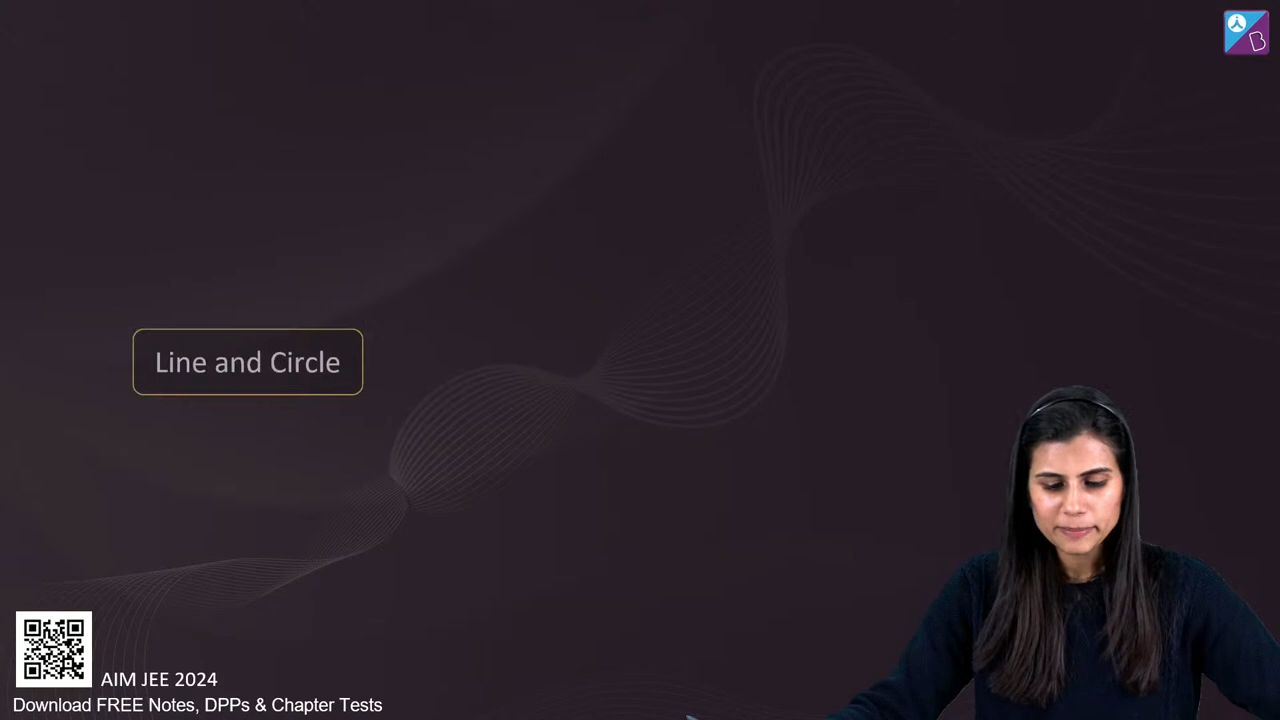 Line and Circle
AIM JEE 2024
Download FREE Notes, DPPs & Chapter Tests